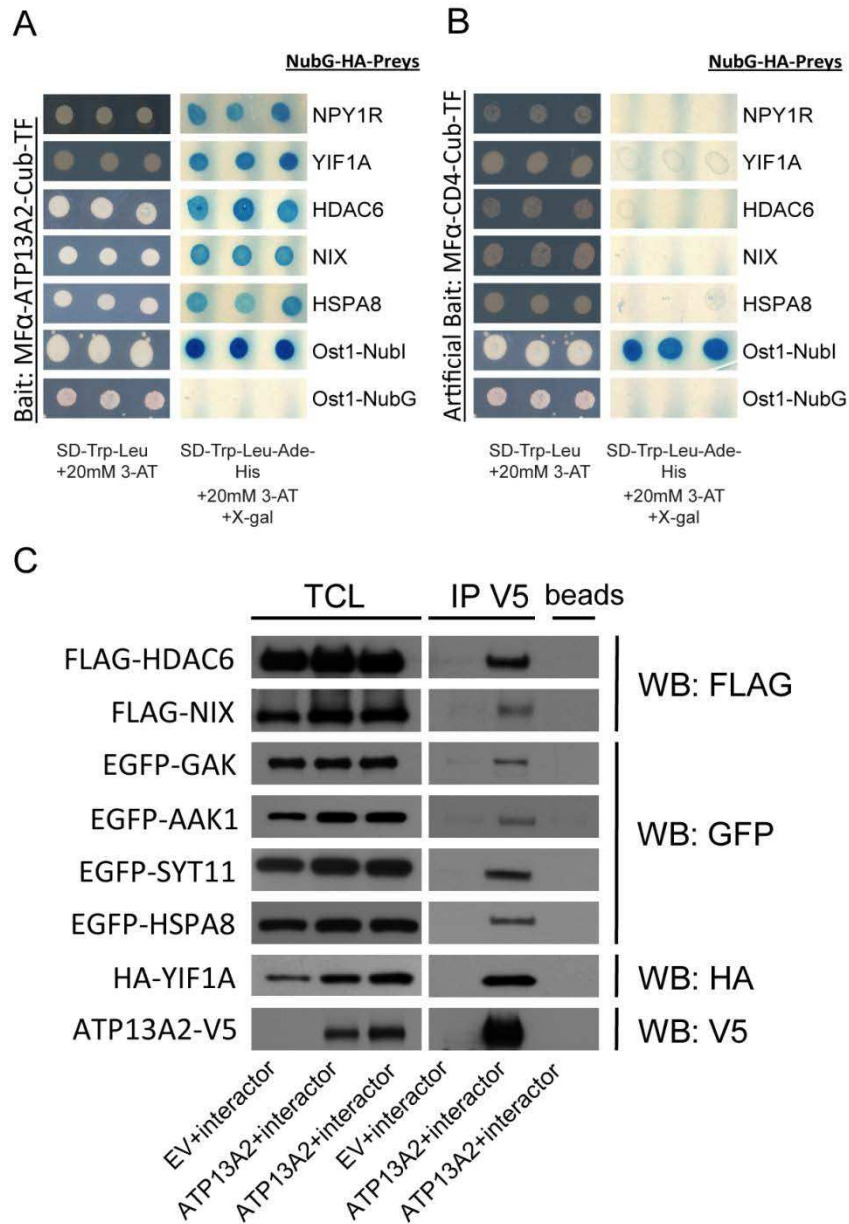 A
NubG-HA-Preys
Bait: MFα-ATP13A2-Cub-TF
NPY1R
YIF1A
HDAC6
NIX
HSPA8
Ost1-NubI
Ost1-NubG
SD-Trp-Leu
+20mM 3-AT
SD-Trp-Leu-Ade-
His
+20mM 3-AT
+X-gal
B
NubG-HA-Preys
Artificial Bait: MFα-CD4-Cub-TF
NPY1R
YIF1A
HDAC6
NIX
HSPA8
Ost1-NubI
Ost1-NubG
SD-Trp-Leu
+20mM 3-AT
SD-Trp-Leu-Ade-
His
+20mM 3-AT
+X-gal
C
TCL
IP V5
beads
FLAG-HDAC6
FLAG-NIX
WB: FLAG
EGFP-GAK
EGFP-AAK1
EGFP-SYT11
EGFP-HSPA8
WB: GFP
HA-YIF1A
WB: HA
ATP13A2-V5
WB: V5
EV+interactor
ATP13A2+interactor
ATP13A2+interactor
EV+interactor
ATP13A2+interactor
ATP13A2+interactor